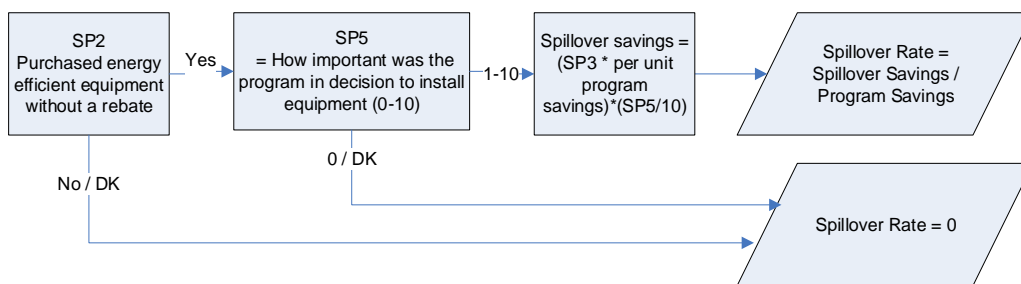 SP2
Purchased energy
efficient equipment
without a rebate
Yes
SP5
= How important was the
program in decision to install
equipment (0-10)
1-10
Spillover savings =
(SP3 * per unit
program
savings)*(SP5/10)
Spillover Rate =
Spillover Savings /
Program Savings
0 / DK
No / DK
Spillover Rate = 0